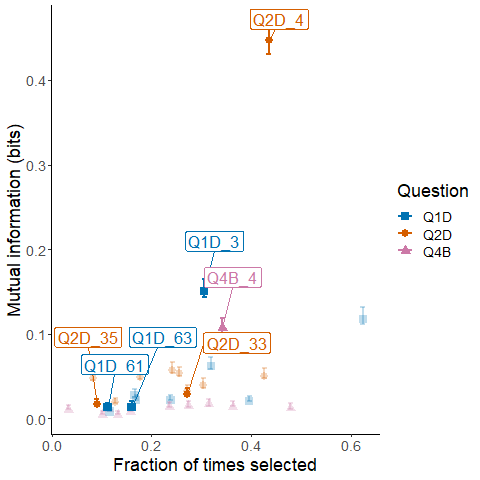 Q2D_4
0.4
0.3
Q1D_3
0.2
Q4B_4
0.1
Q2D_35
Q1D_63
Q2D_33
Q1D_61
0.0
0.0 0.2 0.4 0.6
Fraction of times selected
Mutual information (bits)
Question
Q1D
Q2D
Q4B